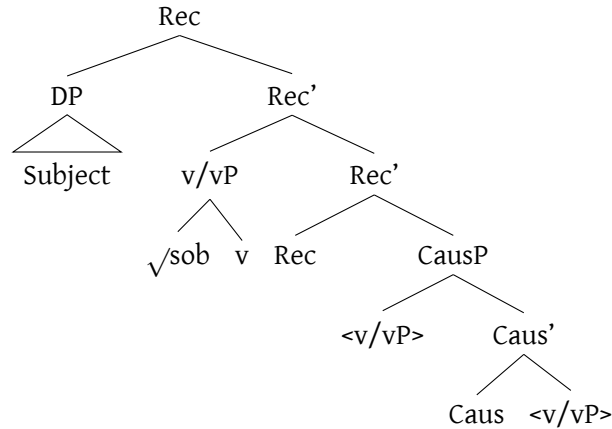 Rec
DP Rec’
Subject v/vP Rec’
√sob v Rec CausP
<v/vP> Caus’
Caus <v/vP>